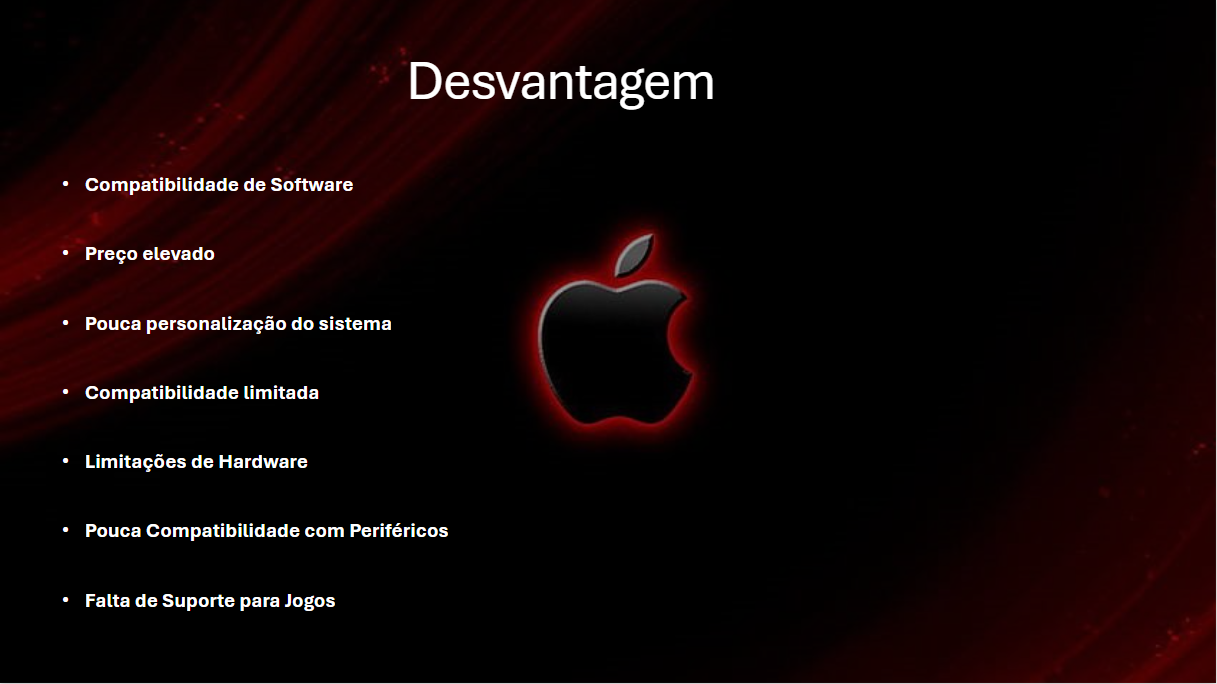 Desvantagem
• Compatibilidade de Software
• Preço elevado
• Pouca personalização do sistema
• Compatibilidade limitada
• Limitações de Hardware
• Pouca Compatibilidade com Periféricos
• Falta de Suporte para Jogos